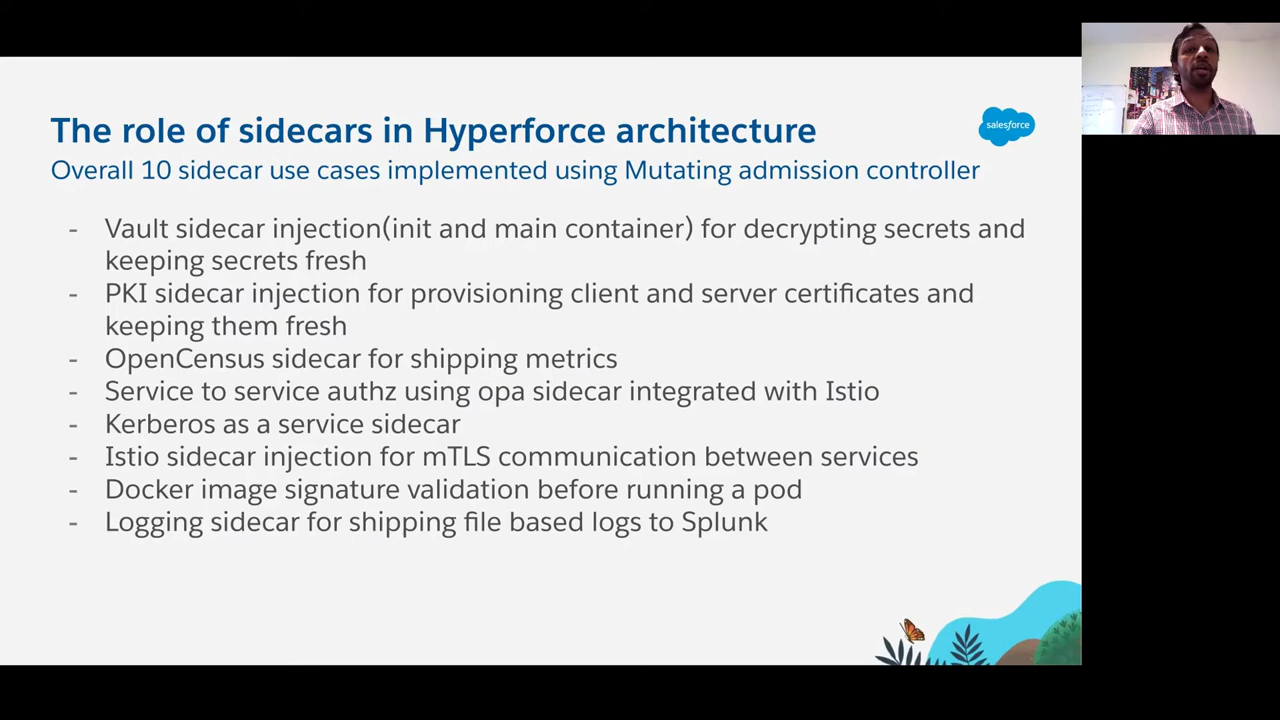 The role of sidecars in Hyperforce architecture
salesforce
Overall 10 sidecar use cases implemented using Mutating admission controller
- Vault sidecar injection(init and main container) for decrypting secrets and
keeping secrets fresh
- PKI sidecar injection for provisioning client and server certificates and
keeping them fresh
- OpenCensus sidecar for shipping metrics
- Service to service authz using opa sidecar integrated with Istio
- Kerberos as a service sidecar
- Istio sidecar injection for mTLS communication between services
- Docker image signature validation before running a pod
- Logging sidecar for shipping file based logs to Splunk